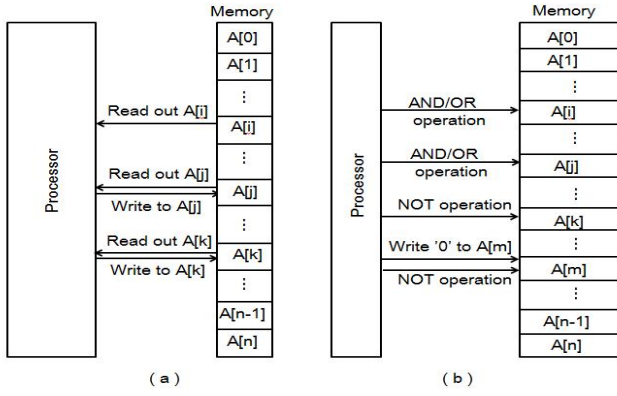 Memory
A[0]
A[1]
⋮
Read out A[i]
A[i]
⋮
Read out A[j]
A[j]
Write to A[j]
⋮
Read out A[k]
A[k]
Write to A[k]
⋮
A[n-1]
A[n]
Processor
( a )
Memory
A[0]
A[1]
⋮
AND/OR
A[i]
operation
⋮
AND/OR
A[j]
operation
⋮
NOT operation
A[k]
⋮
Write '0' to A[m]
A[m]
NOT operation
⋮
A[n-1]
A[n]
Processor
( b )